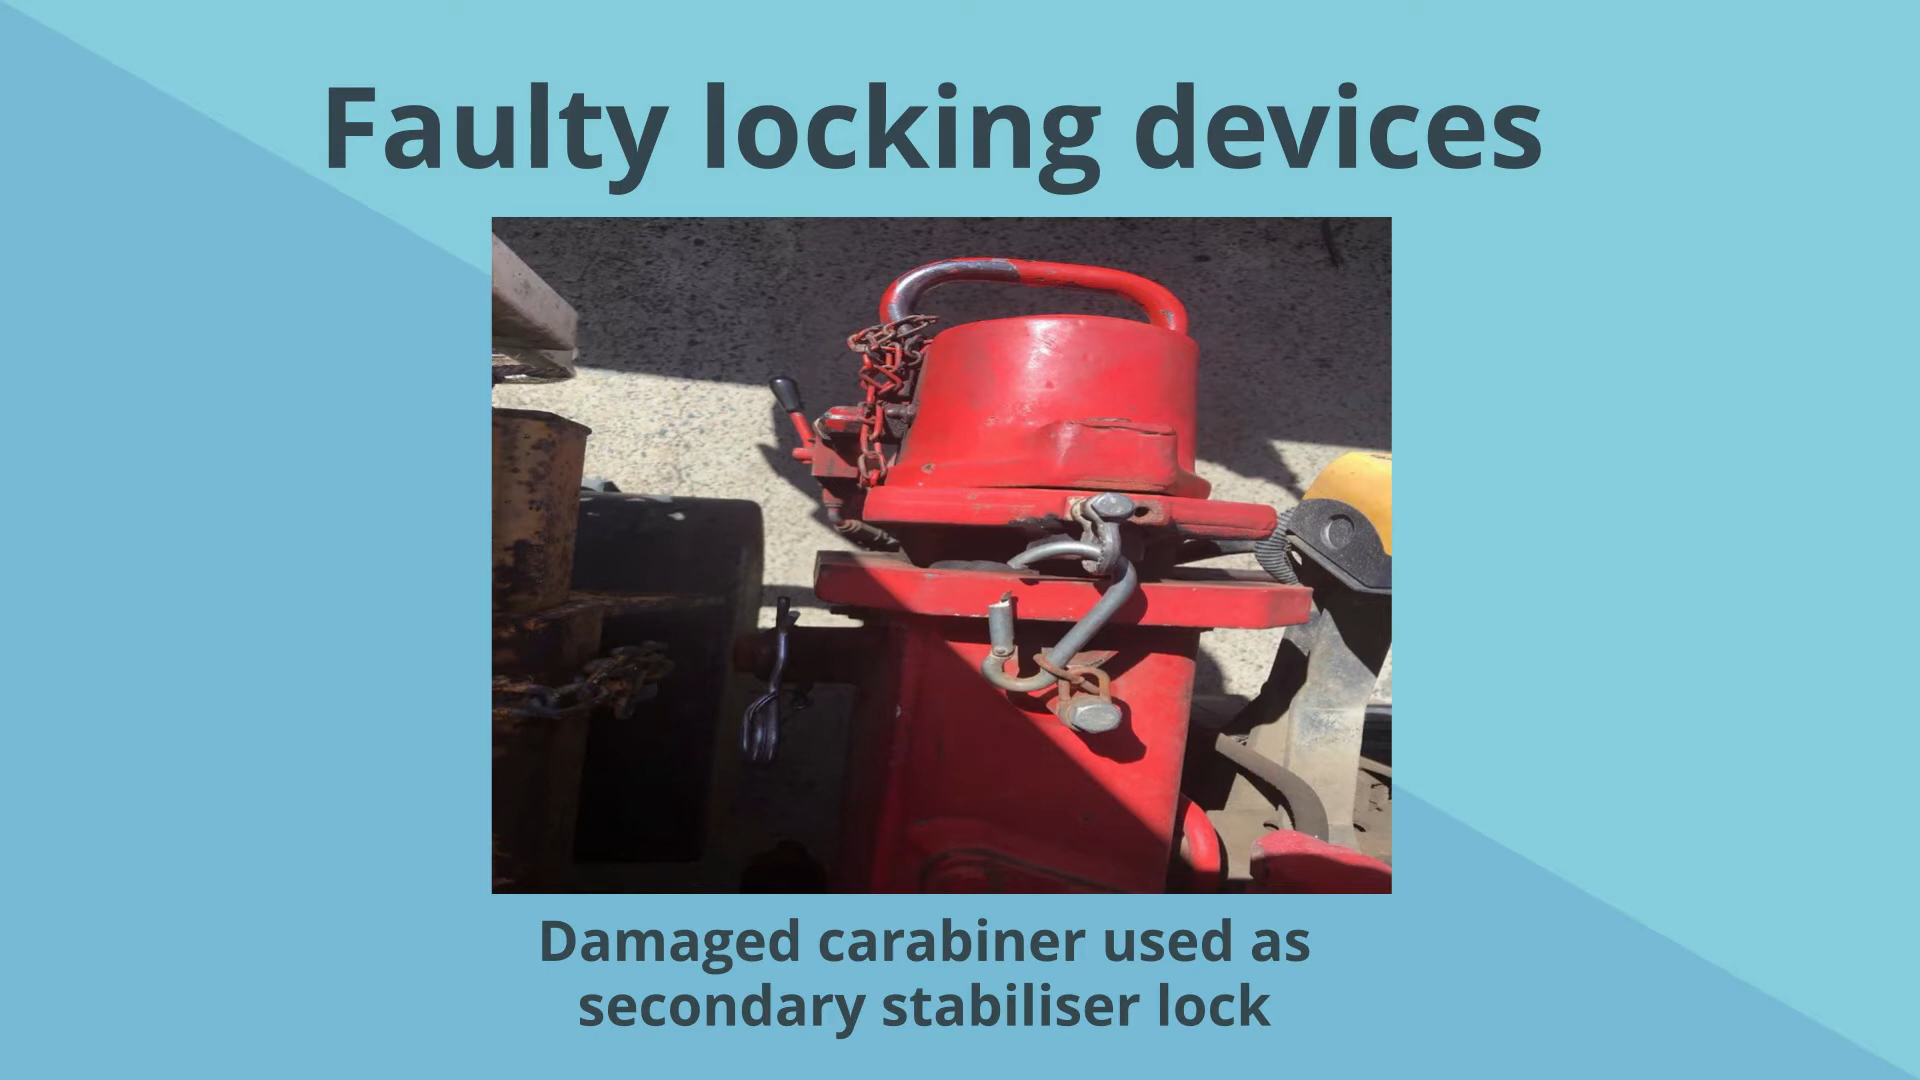 Faulty locking devices
Damaged carabiner used as
secondary stabiliser lock